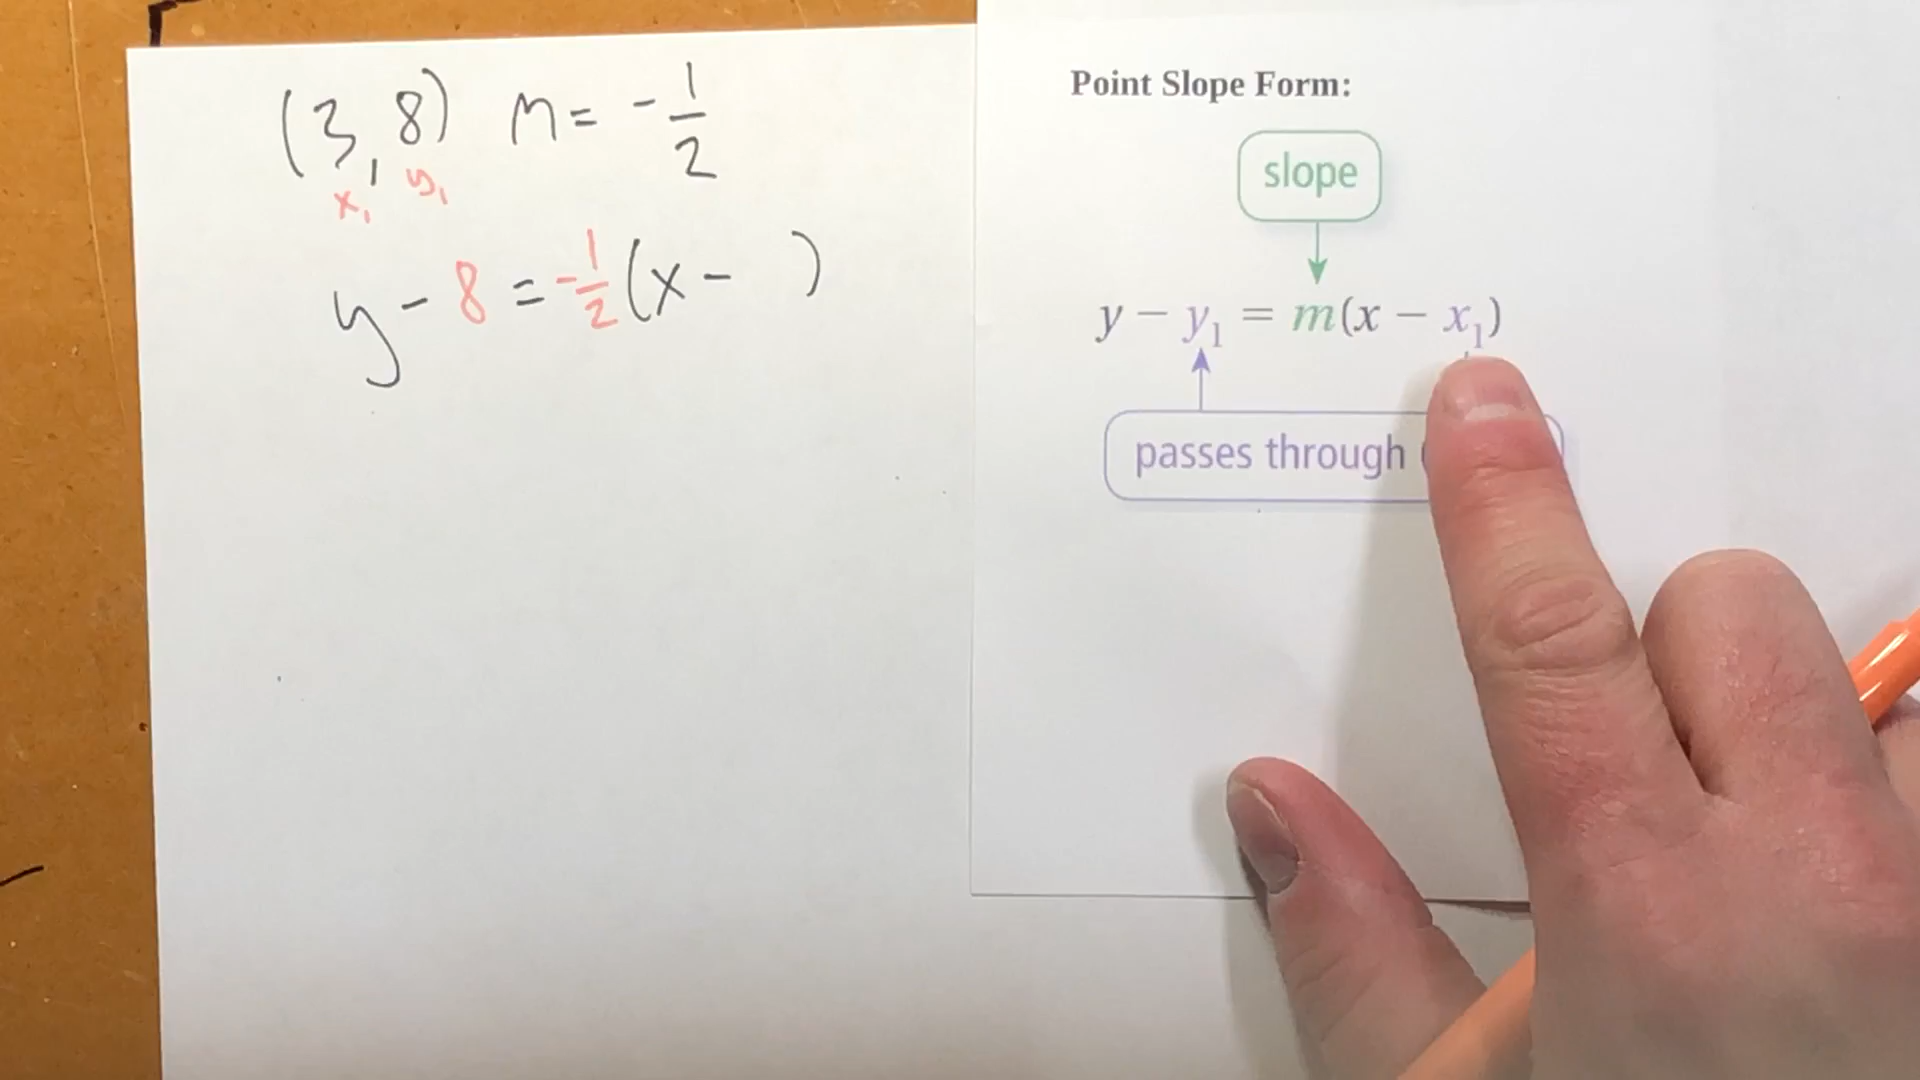 (3, 8) m = -1/2
x₁ y₁
y - 8 = -1/2 (x - )
Point Slope Form:
slope
y − y₁ = m(x − x₁)
passes through